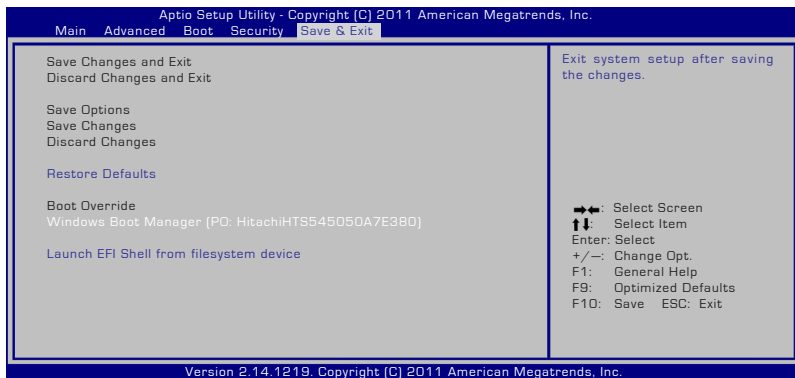 Aptio Setup Utility - Copyright (C) 2011 American Megatrends, Inc.
Main Advanced Boot Security Save & Exit
Save Changes and Exit
Discard Changes and Exit
Save Options
Save Changes
Discard Changes
Restore Defaults
Boot Override
Windows Boot Manager (PO: HitachiHTS545050A7E380)
Launch EFI Shell from filesystem device
Exit system setup after saving
the changes.
→←: Select Screen
↑↓: Select Item
Enter: Select
+/—: Change Opt.
F1: General Help
F9: Optimized Defaults
F10: Save ESC: Exit
Version 2.14.1219. Copyright (C) 2011 American Megatrends, Inc.